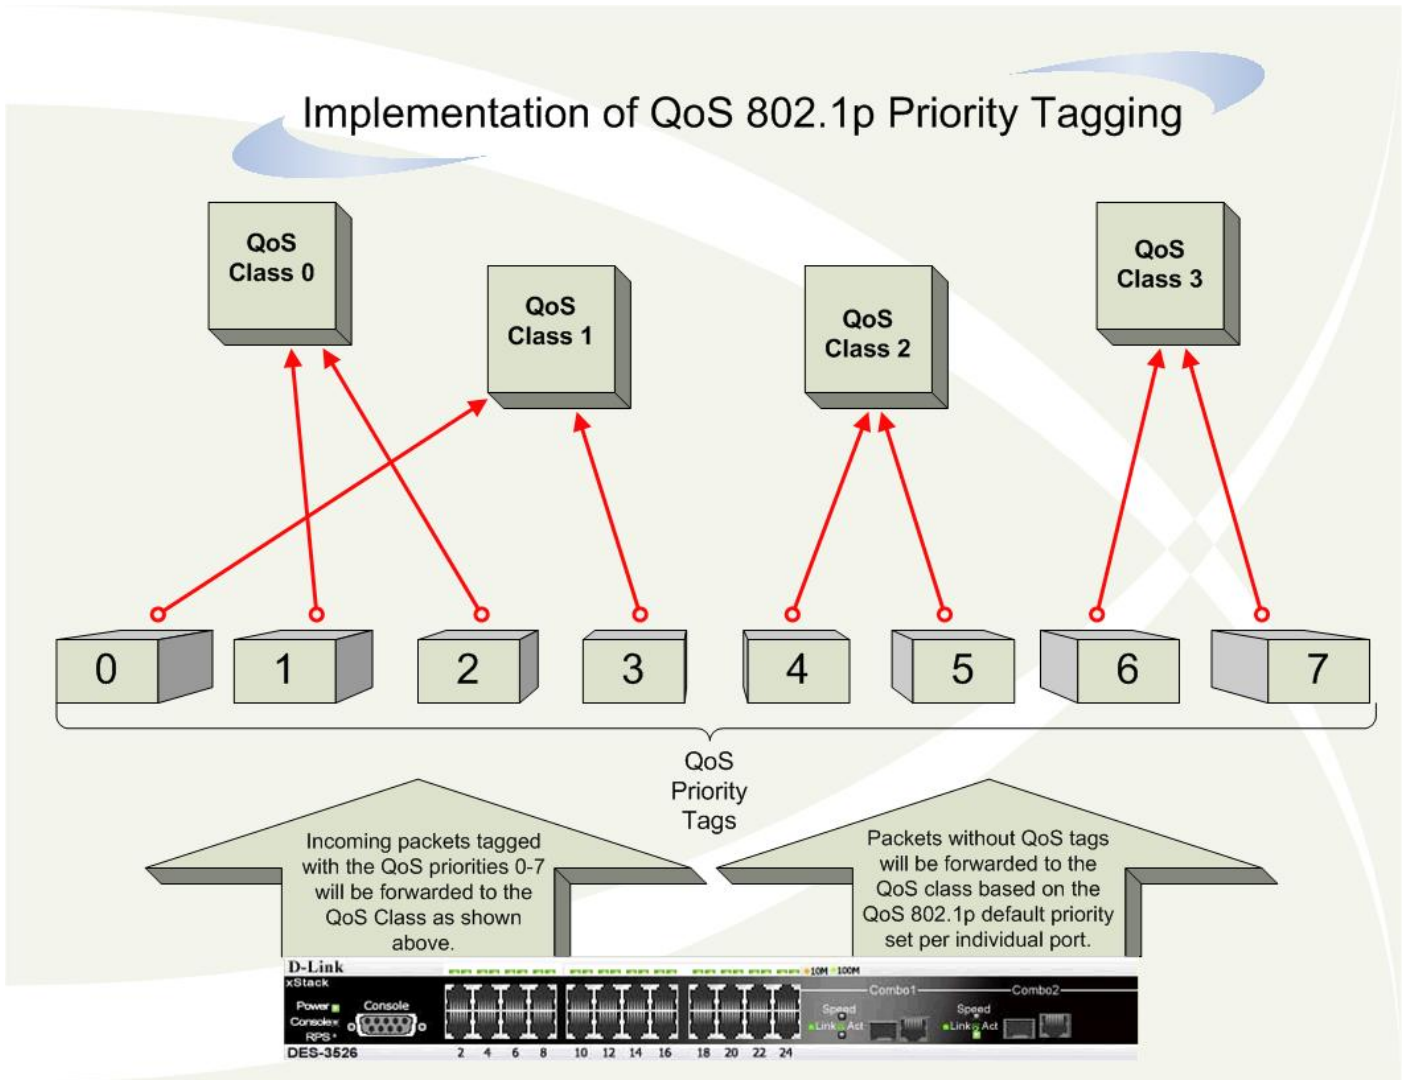 Implementation of QoS 802.1p Priority Tagging
QoS
Class 0
QoS
Class 1
QoS
Class 2
QoS
Class 3
0
1
2
3
4
5
6
7
QoS
Priority
Tags
Incoming packets tagged
with the QoS priorities 0-7
will be forwarded to the
QoS Class as shown
above.
Packets without QoS tags
will be forwarded to the
QoS class based on the
QoS 802.1p default priority
set per individual port.
D-Link
xStack
Power
Console
RPS
Console
DES-3526
10M 100M
2 4 6 8 10 12 14 16 18 20 22 24
Combo1
Speed
Link Act
Combo2
Speed
Link Act